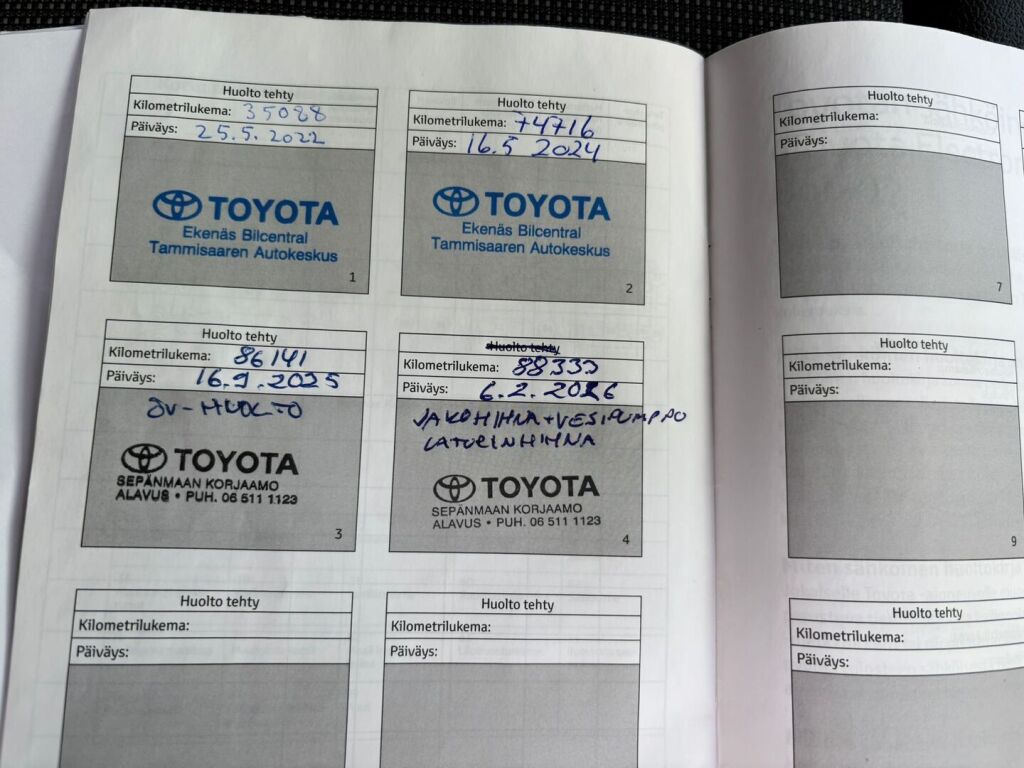 Huolto tehty
Kilometrilukema: 35088
Päiväys: 25.5.2022
TOYOTA
Ekenäs Bilcentral
Tammisaaren Autokeskus
1
Huolto tehty
Kilometrilukema: 74716
Päiväys: 16.5 2024
TOYOTA
Ekenäs Bilcentral
Tammisaaren Autokeskus
2
Huolto tehty
Kilometrilukema: 86141
Päiväys: 16.9.2025
ÖV-HUOLTO
TOYOTA
SEPÄNMAAN KORJAAMO
ALAVUS • PUH. 06 511 1123
3
Huolto tehty
Kilometrilukema: 88335
Päiväys: 6.2.2026
JAKOHIHNA+VESIPUMPPU
LATURINHIHNA
TOYOTA
SEPÄNMAAN KORJAAMO
ALAVUS • PUH. 06 511 1123
4
Huolto tehty
Kilometrilukema:
Päiväys:
Huolto tehty
Kilometrilukema:
Päiväys:
Huolto tehty
Kilometrilukema:
Päiväys:
7
Huolto tehty
Kilometrilukema:
Päiväys:
9
Huolto tehty
Kilometrilukema:
Päiväys: